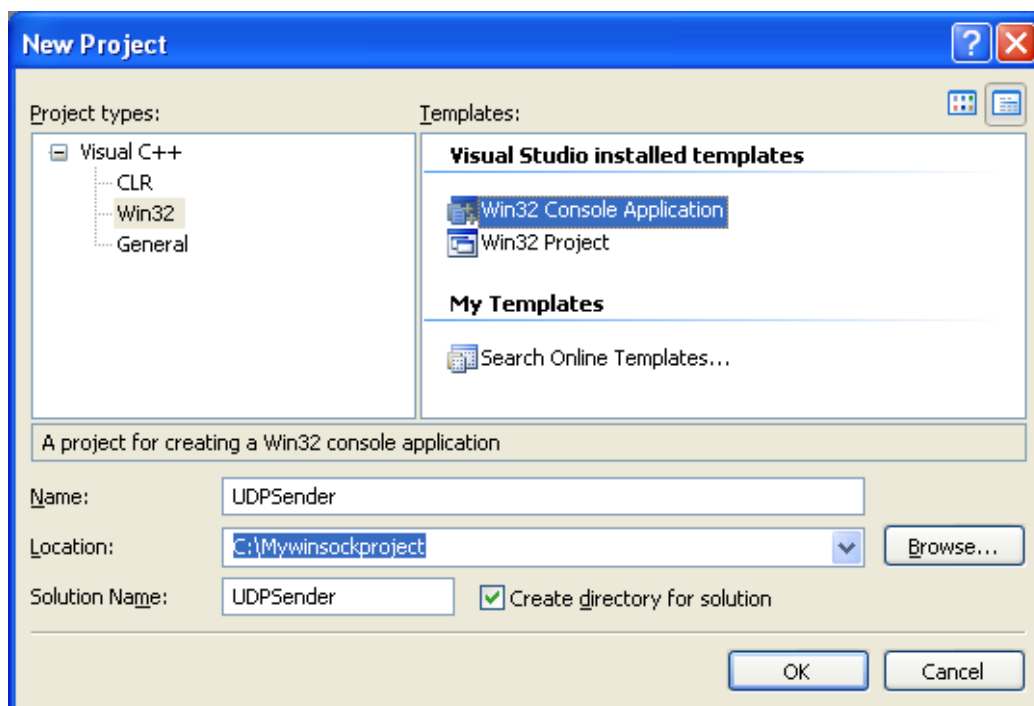 New Project
Project types:
Templates:
Visual C++
CLR
Win32
General
Visual Studio installed templates
Win32 Console Application
Win32 Project
My Templates
Search Online Templates...
A project for creating a Win32 console application
Name:
UDPSender
Location:
C:\Mywinsockproject
Browse...
Solution Name:
UDPSender
Create directory for solution
OK
Cancel